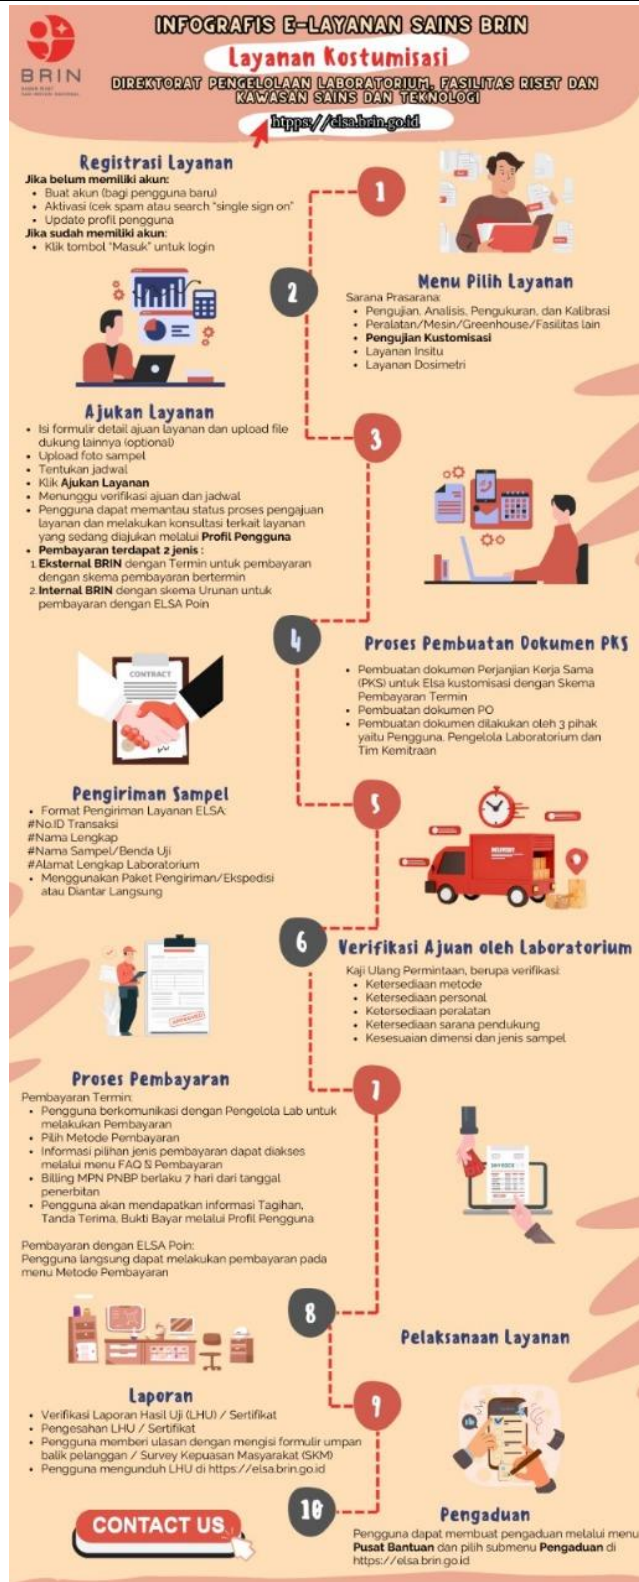 INFOGRAFIS E-LAYANAN SAINS BRIN
Layanan Kostumisasi
BRIN
DIREKTORAT PENGELOLAAN LABORATORIUM, FASILITAS RISET DAN
KAWASAN SAINS DAN TEKNOLOGI
htpps://elsa.brin.go.id
Registrasi Layanan
Jika belum memiliki akun:
• Buat akun (bagi pengguna baru)
• Aktivasi (cek spam atau search "single sign on"
• Update profil pengguna
Jika sudah memiliki akun:
• Klik tombol "Masuk" untuk login
1
2
Menu Pilih Layanan
Sarana Prasarana:
• Pengujian, Analisis, Pengukuran, dan Kalibrasi
• Peralatan/Mesin/Greenhouse/Fasilitas lain
• Pengujian Kustomisasi
• Layanan Insitu
• Layanan Dosimetri
Ajukan Layanan
• Isi formulir detail ajuan layanan dan upload file
dukung lainnya (optional)
• Upload foto sampel
• Tentukan jadwal
• Klik Ajukan Layanan
• Menunggu verifikasi ajuan dan jadwal
• Pengguna dapat memantau status proses pengajuan
layanan dan melakukan konsultasi terkait layanan
yang sedang diajukan melalui Profil Pengguna
• Pembayaran terdapat 2 jenis :
1. Eksternal BRIN dengan Termin untuk pembayaran
dengan skema pembayaran bertermin
2. Internal BRIN dengan skema Urunan untuk
pembayaran dengan ELSA Poin
3
4
Proses Pembuatan Dokumen PKS
• Pembuatan dokumen Perjanjian Kerja Sama
(PKS) untuk Elsa kustomisasi dengan Skema
Pembayaran Termin
• Pembuatan dokumen PO
• Pembuatan dokumen dilakukan oleh 3 pihak
yaitu Pengguna, Pengelola Laboratorium dan
Tim Kemitraan
CONTRACT
Pengiriman Sampel
• Format Pengiriman Layanan ELSA:
#No.ID Transaksi
#Nama Lengkap
#Nama Sampel/Benda Uji
#Alamat Lengkap Laboratorium
• Menggunakan Paket Pengiriman/Ekspedisi
atau Diantar Langsung
5
DELIVERY
6
Verifikasi Ajuan oleh Laboratorium
Kaji Ulang Permintaan, berupa verifikasi:
• Ketersediaan metode
• Ketersediaan personal
• Ketersediaan peralatan
• Ketersediaan sarana pendukung
• Kesesuaian dimensi dan jenis sampel
APPROVED
Proses Pembayaran
Pembayaran Termin:
• Pengguna berkomunikasi dengan Pengelola Lab untuk
melakukan Pembayaran
• Pilih Metode Pembayaran
• Informasi pilihan jenis pembayaran dapat diakses
melalui menu FAQ Pembayaran
• Billing MPN PNBP berlaku 7 hari dari tanggal
penerbitan
• Pengguna akan mendapatkan informasi Tagihan,
Tanda Terima, Bukti Bayar melalui Profil Pengguna
Pembayaran dengan ELSA Poin:
Pengguna langsung dapat melakukan pembayaran pada
menu Metode Pembayaran
7
INVOICE
8
Pelaksanaan Layanan
Laporan
• Verifikasi Laporan Hasil Uji (LHU) / Sertifikat
• Pengesahan LHU / Sertifikat
• Pengguna memberi ulasan dengan mengisi formulir umpan
balik pelanggan / Survey Kepuasan Masyarakat (SKM)
• Pengguna mengunduh LHU di https://elsa.brin.go.id
9
10
Pengaduan
Pengguna dapat membuat pengaduan melalui menu
Pusat Bantuan dan pilih submenu Pengaduan di
https://elsa.brin.go.id
CONTACT US